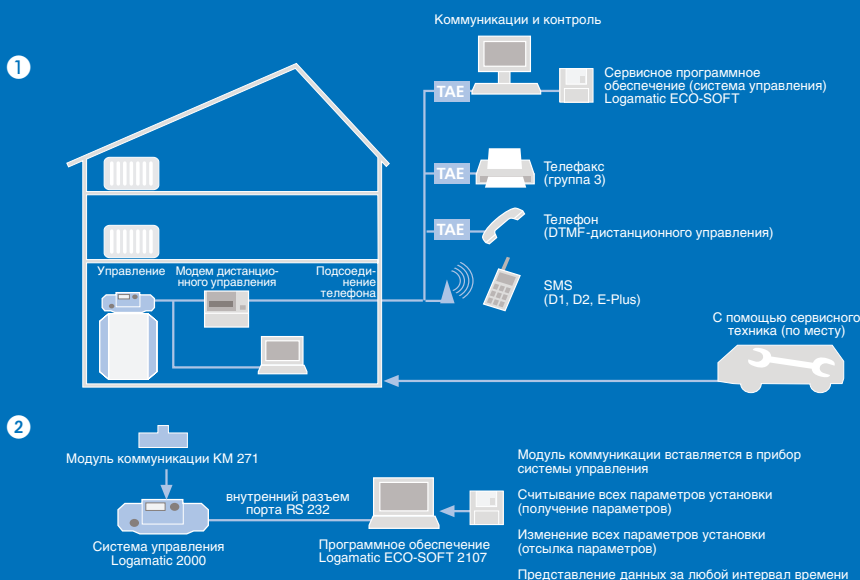 Коммуникации и контроль
1
TAE
Сервисное программное
обеспечение (система управления)
Logamatic ECO-SOFT
TAE
Телефакс
(группа 3)
TAE
Телефон
(DTMF-дистанционного управления)
Управление
Модем дистанцио-
нного управления
Подсоеди-
нение
телефона
SMS
(D1, D2, E-Plus)
С помощью сервисного
техника (по месту)
2
Модуль коммуникации KM 271
внутренний разъем
порта RS 232
Система управления
Logamatic 2000
Программное обеспечение
Logamatic ECO-SOFT 2107
Модуль коммуникации вставляется в прибор
системы управления
Считывание всех параметров установки
(получение параметров)
Изменение всех параметров установки
(отсылка параметров)
Представление данных за любой интервал времени